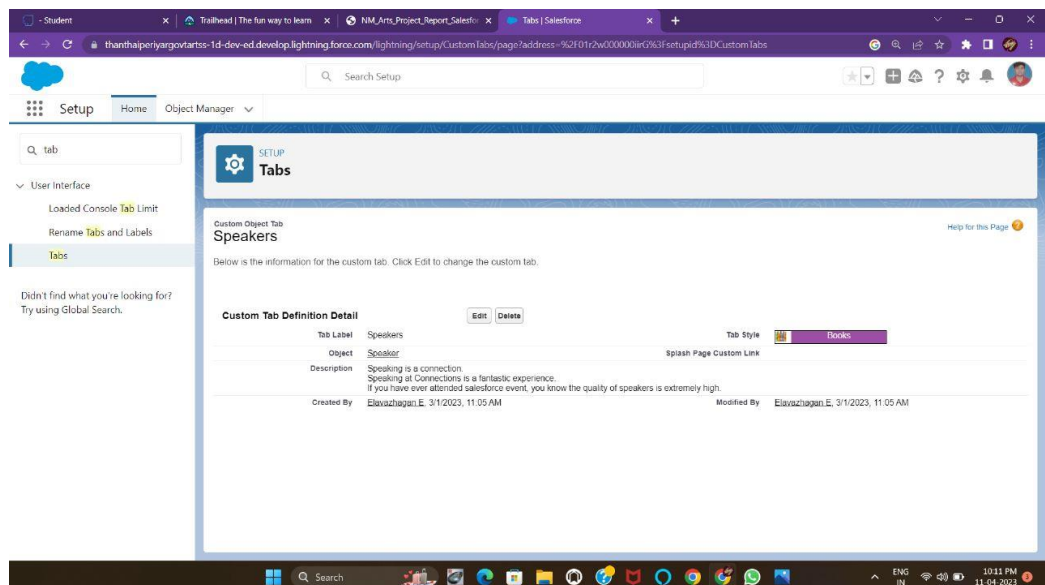 - Student
Trailhead | The fun way to learn
NM_Arts_Project_Report_Salesfor
Tabs | Salesforce
thanthaiperiyargovtartss-1d-dev-ed.develop.lightning.force.com/lightning/setup/CustomTabs/page?address=%2F01r2w000000iirG%3Fsetupid%3DCustomTabs
Search Setup
Setup
Home
Object Manager
tab
User Interface
Loaded Console Tab Limit
Rename Tabs and Labels
Tabs
Didn't find what you're looking for?
Try using Global Search.
SETUP
Tabs
Custom Object Tab
Speakers
Help for this Page
Below is the information for the custom tab. Click Edit to change the custom tab.
Custom Tab Definition Detail Edit Delete
Tab Label Speakers Tab Style Books
Object Speaker Splash Page Custom Link
Description Speaking is a connection.
Speaking at Connections is a fantastic experience.
If you have ever attended salesforce event, you know the quality of speakers is extremely high.
Created By Elavazhagan E, 3/1/2023, 11:05 AM Modified By Elavazhagan E, 3/1/2023, 11:05 AM
Search
ENG
IN
10:11 PM
11-04-2023